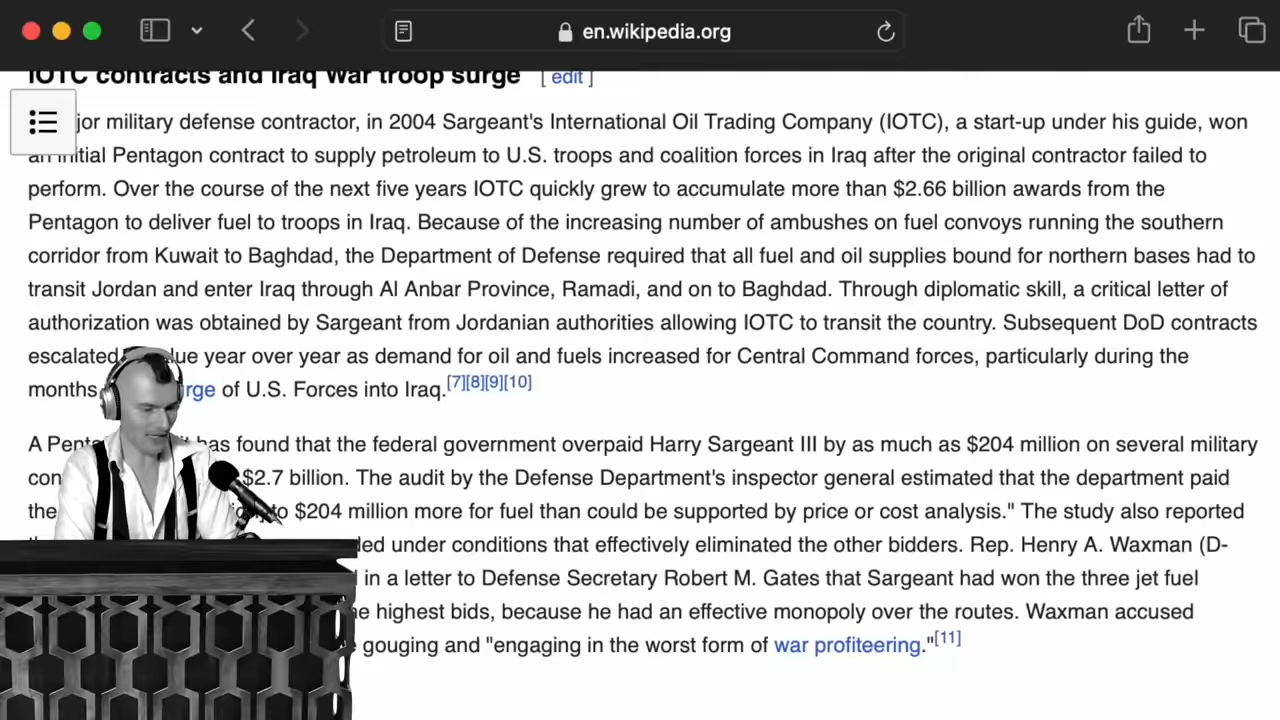 en.wikipedia.org
IOTC contracts and Iraq War troop surge [ edit ]
jor military defense contractor, in 2004 Sargeant's International Oil Trading Company (IOTC), a start-up under his guide, won
an initial Pentagon contract to supply petroleum to U.S. troops and coalition forces in Iraq after the original contractor failed to
perform. Over the course of the next five years IOTC quickly grew to accumulate more than $2.66 billion awards from the
Pentagon to deliver fuel to troops in Iraq. Because of the increasing number of ambushes on fuel convoys running the southern
corridor from Kuwait to Baghdad, the Department of Defense required that all fuel and oil supplies bound for northern bases had to
transit Jordan and enter Iraq through Al Anbar Province, Ramadi, and on to Baghdad. Through diplomatic skill, a critical letter of
authorization was obtained by Sargeant from Jordanian authorities allowing IOTC to transit the country. Subsequent DoD contracts
escalated lue year over year as demand for oil and fuels increased for Central Command forces, particularly during the
months rge of U.S. Forces into Iraq.[7][8][9][10]
A Pent has found that the federal government overpaid Harry Sargeant III by as much as $204 million on several military
con $2.7 billion. The audit by the Defense Department's inspector general estimated that the department paid
the to $204 million more for fuel than could be supported by price or cost analysis." The study also reported
ded under conditions that effectively eliminated the other bidders. Rep. Henry A. Waxman (D-
in a letter to Defense Secretary Robert M. Gates that Sargeant had won the three jet fuel
e highest bids, because he had an effective monopoly over the routes. Waxman accused
gouging and "engaging in the worst form of war profiteering."[11]